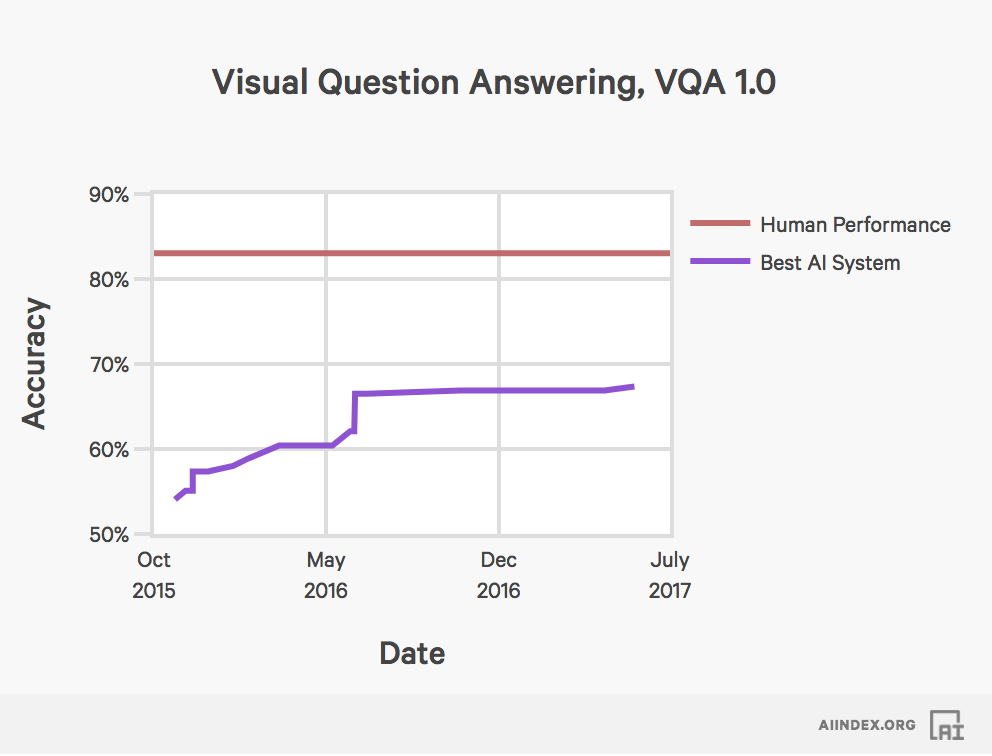 Visual Question Answering, VQA 1.0
90%
80%
70%
60%
50%
Accuracy
Human Performance
Best AI System
Oct 2015
May 2016
Dec 2016
July 2017
Date
AIINDEX.ORG
AI